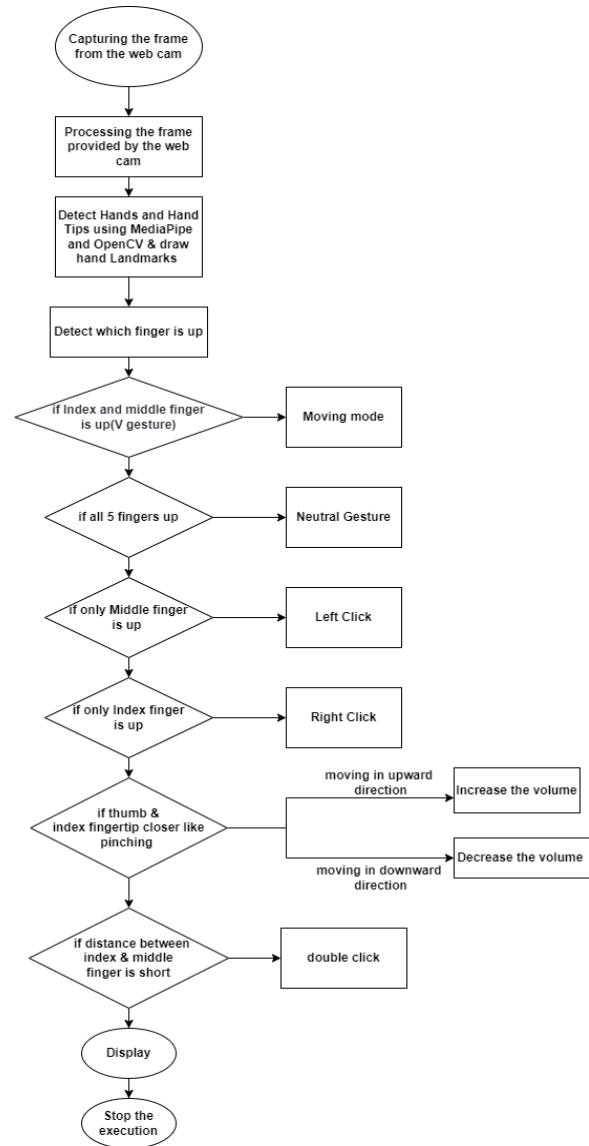 Capturing the frame
from the web cam
Processing the frame
provided by the web
cam
Detect Hands and Hand
Tips using MediaPipe
and OpenCV & draw
hand Landmarks
Detect which finger is up
if Index and middle finger
is up(V gesture)
Moving mode
if all 5 fingers up
Neutral Gesture
if only Middle finger
is up
Left Click
if only Index finger
is up
Right Click
if thumb &
index fingertip closer like
pinching
moving in upward
direction
Increase the volume
moving in downward
direction
Decrease the volume
if distance between
index & middle
finger is short
double click
Display
Stop the
execution